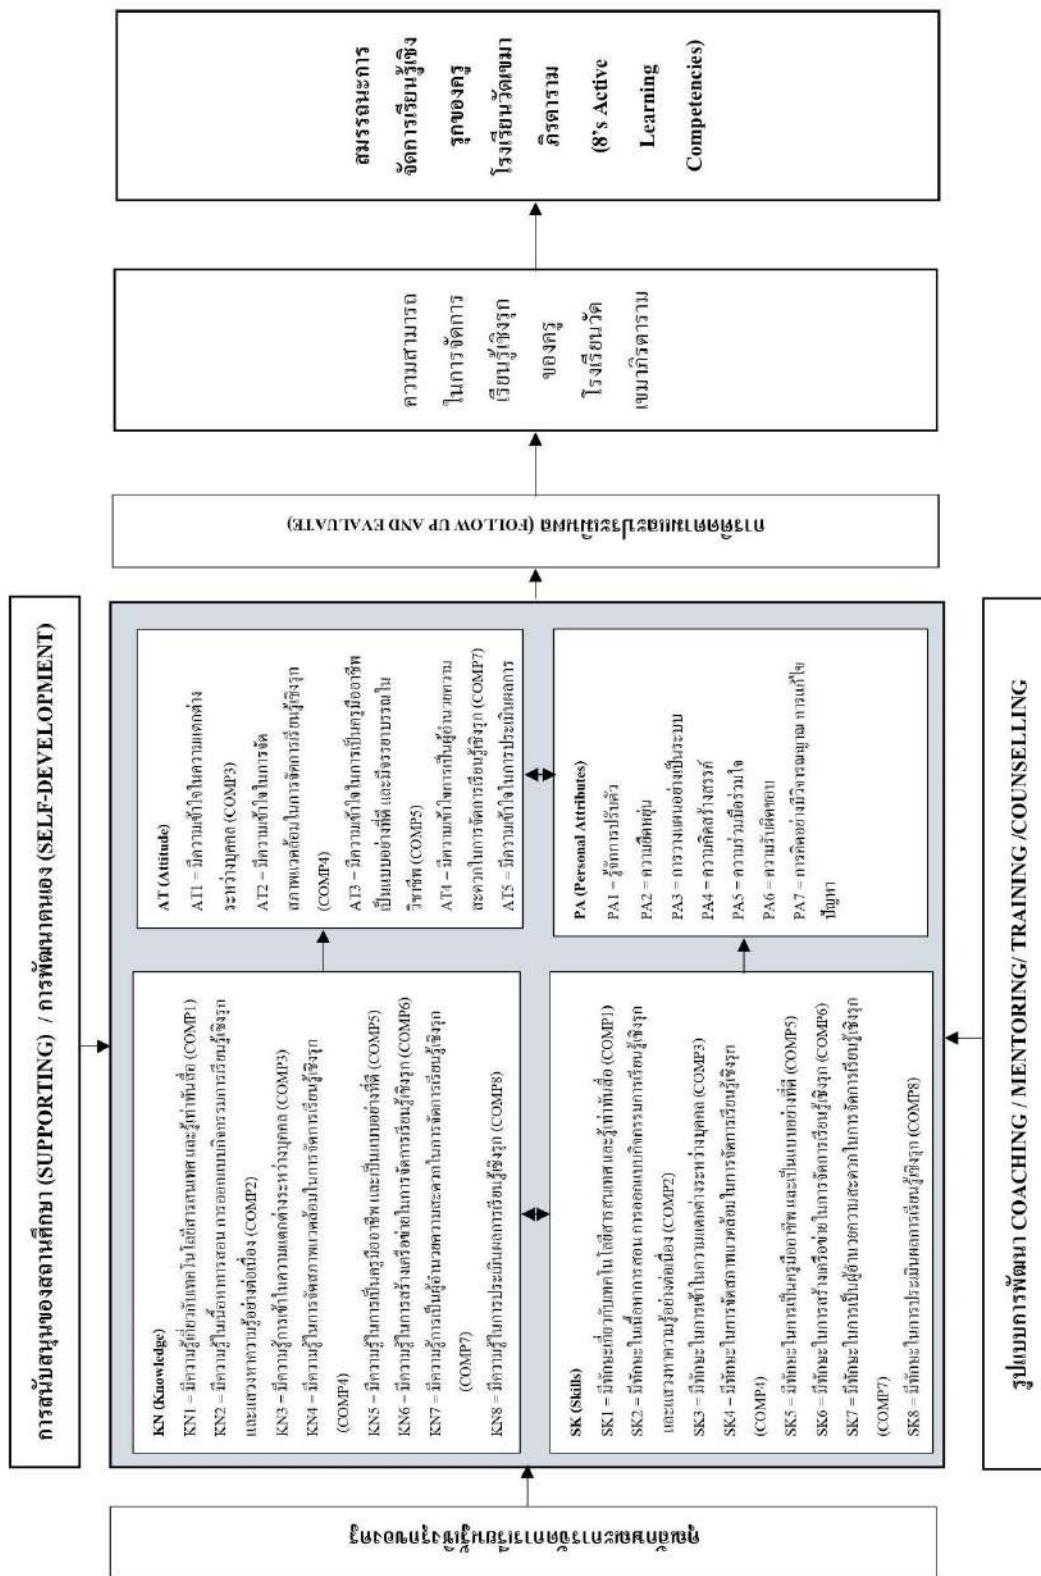 การสนับสนุนของสถานศึกษา (SUPPORTING) / การพัฒนาตนเอง (SELF-DEVELOPMENT)
คุณลักษณะการจัดการเรียนรู้เชิงรุกของครู
KN (Knowledge)
KN1 = มีความรู้เกี่ยวกับเทคโนโลยีสารสนเทศ และรู้เท่าทันสื่อ (COMP1)
KN2 = มีความรู้ในเนื้อหาการสอน การออกแบบกิจกรรมการเรียนรู้เชิงรุก
และแสวงหาความรู้อย่างต่อเนื่อง (COMP2)
KN3 = มีความรู้การเข้าใจความแตกต่างระหว่างบุคคล (COMP3)
KN4 = มีความรู้ในการจัดสภาพแวดล้อมในการจัดการเรียนรู้เชิงรุก
(COMP4)
KN5 = มีความรู้ในการเป็นครูมืออาชีพ และเป็นแบบอย่างที่ดี (COMP5)
KN6 = มีความรู้ในการสร้างเครือข่ายในการจัดการเรียนรู้เชิงรุก (COMP6)
KN7 = มีความรู้การเป็นผู้อำนวยความสะดวกในการจัดการเรียนรู้เชิงรุก
(COMP7)
KN8 = มีความรู้ในการประเมินผลการเรียนรู้เชิงรุก (COMP8)
AT (Attitude)
AT1 = มีความเข้าใจในความแตกต่าง
ระหว่างบุคคล (COMP3)
AT2 = มีความเข้าใจในการจัด
สภาพแวดล้อมในการจัดการเรียนรู้เชิงรุก
(COMP4)
AT3 = มีความเข้าใจในการเป็นครูมืออาชีพ
เป็นแบบอย่างที่ดี และมีจรรยาบรรณใน
วิชาชีพ (COMP5)
AT4 = มีความเข้าใจการเป็นผู้อำนวยความ
สะดวกในการจัดการเรียนรู้เชิงรุก (COMP7)
AT5 = มีความเข้าใจในการประเมินผลการ
SK (Skills)
SK1 = มีทักษะเกี่ยวกับเทคโนโลยีสารสนเทศ และรู้เท่าทันสื่อ (COMP1)
SK2 = มีทักษะในเนื้อหาการสอน การออกแบบกิจกรรมการเรียนรู้เชิงรุก
และแสวงหาความรู้อย่างต่อเนื่อง (COMP2)
SK3 = มีทักษะในการเข้าในความแตกต่างระหว่างบุคคล (COMP3)
SK4 = มีทักษะในการจัดสภาพแวดล้อมในการจัดการเรียนรู้เชิงรุก
(COMP4)
SK5 = มีทักษะในการเป็นครูมืออาชีพ และเป็นแบบอย่างที่ดี (COMP5)
SK6 = มีทักษะในการสร้างเครือข่ายในการจัดการเรียนรู้เชิงรุก (COMP6)
SK7 = มีทักษะในการเป็นผู้อำนวยความสะดวกในการจัดการเรียนรู้เชิงรุก
(COMP7)
SK8 = มีทักษะในการประเมินผลการเรียนรู้เชิงรุก (COMP8)
PA (Personal Attributes)
PA1 = รู้จักการปรับตัว
PA2 = ความยืดหยุ่น
PA3 = การวางแผนอย่างเป็นระบบ
PA4 = ความคิดสร้างสรรค์
PA5 = ความร่วมมือร่วมใจ
PA6 = ความรับผิดชอบ
PA7 = การคิดอย่างมีวิจารณญาณ การแก้ไข
ปัญหา
การติดตามและประเมินผล (FOLLOW UP AND EVALUATE)
ความสามารถ
ในการจัดการ
เรียนรู้เชิงรุก
ของครู
โรงเรียนวัด
เขมาภิรตาราม
สมรรถนะการ
จัดการเรียนรู้เชิง
รุกของครู
โรงเรียนวัดเขมา
ภิรตาราม
(8's Active
Learning
Competencies)
รูปแบบการพัฒนา COACHING / MENTORING/ TRAINING /COUNSELLING